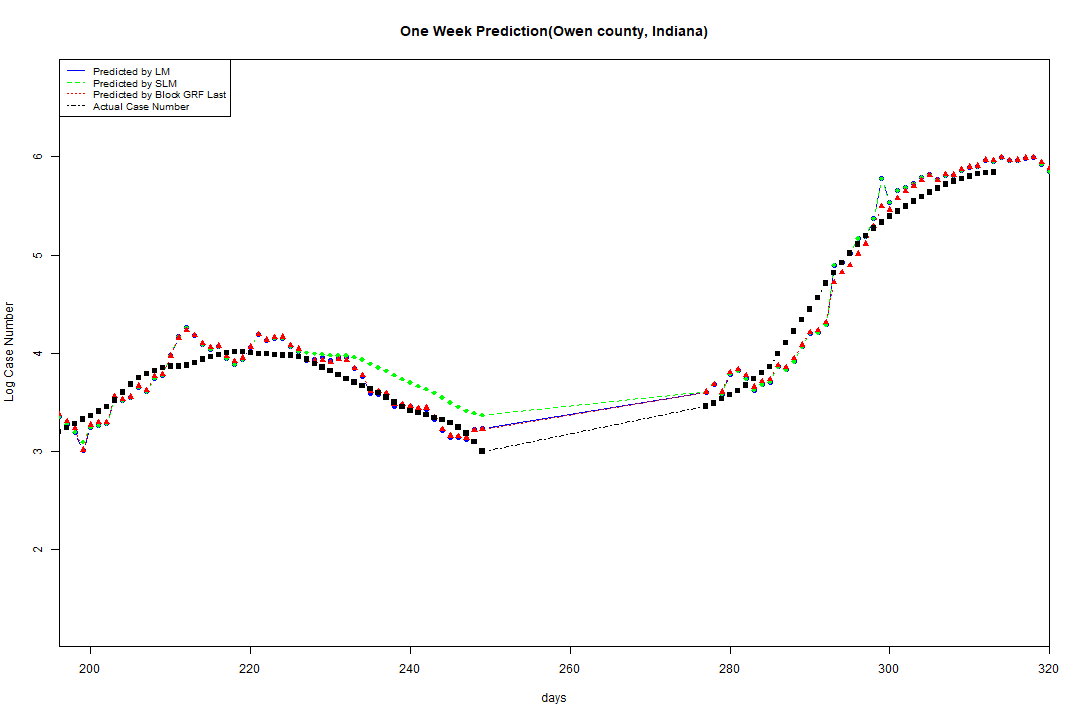 One Week Prediction(Owen county, Indiana)
Predicted by LM
Predicted by SLM
Predicted by Block GRF Last
Actual Case Number
Log Case Number
6
5
4
3
2
200 220 240 260 280 300 320
days